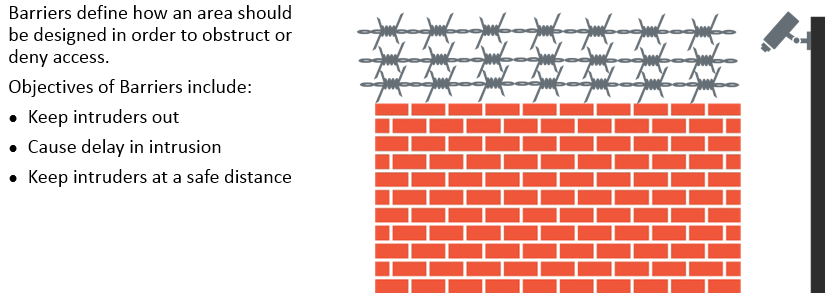 Barriers define how an area should
be designed in order to obstruct or
deny access.
Objectives of Barriers include:
• Keep intruders out
• Cause delay in intrusion
• Keep intruders at a safe distance